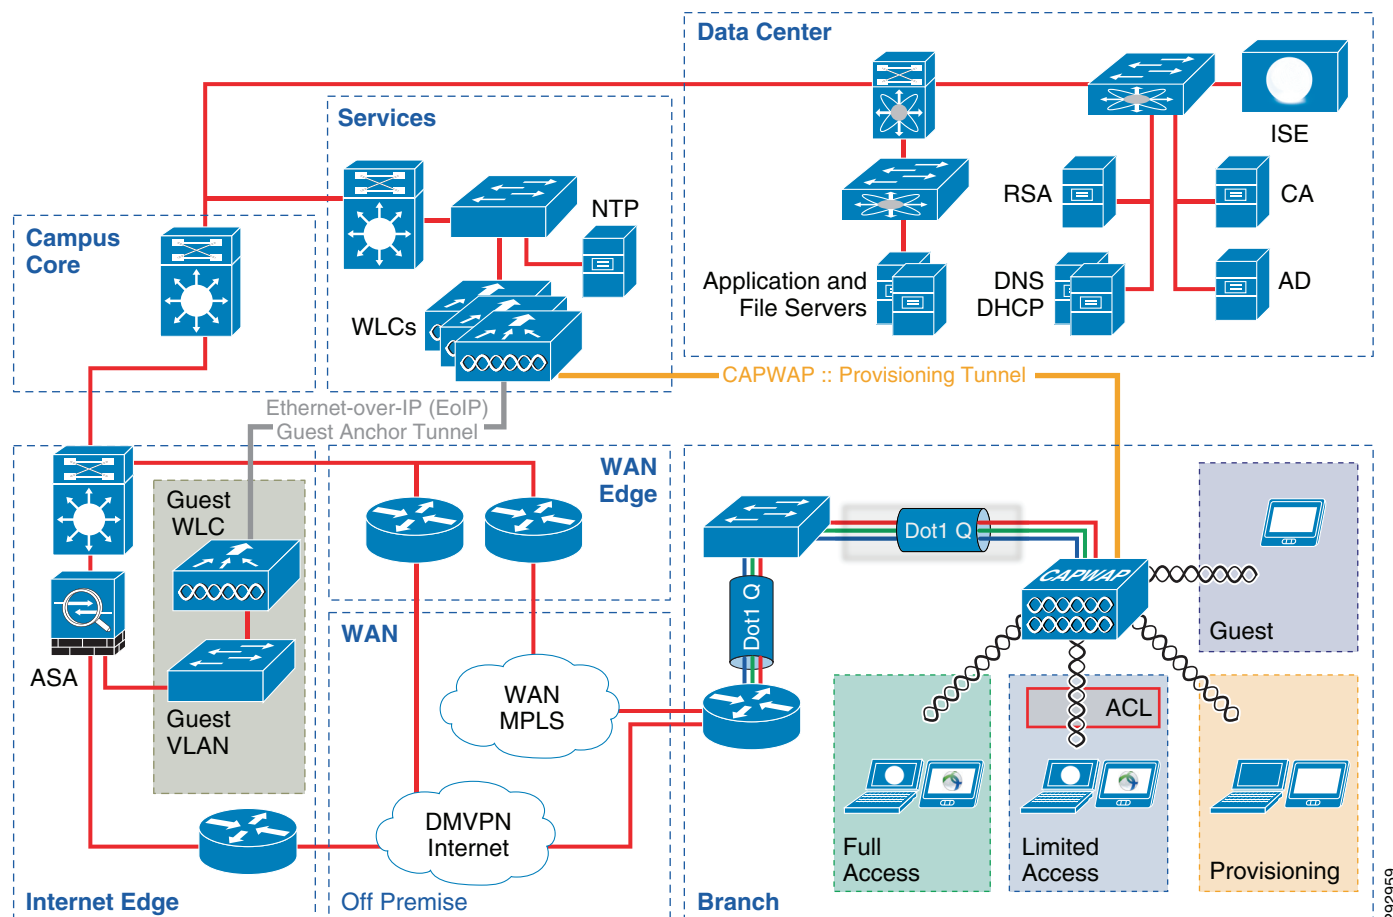 Data Center
Services
ISE
RSA
CA
NTP
Campus
Core
Application and
File Servers
DNS
DHCP
AD
WLCs
CAPWAP :: Provisioning Tunnel
Ethernet-over-IP (EoIP)
Guest Anchor Tunnel
WAN
Edge
Guest
WLC
Dot1 Q
CAPWAP
Dot1 Q
Guest
WAN
ASA
Guest
VLAN
WAN
MPLS
ACL
DMVPN
Internet
Full
Access
Limited
Access
Provisioning
Internet Edge
Off Premise
Branch
292959